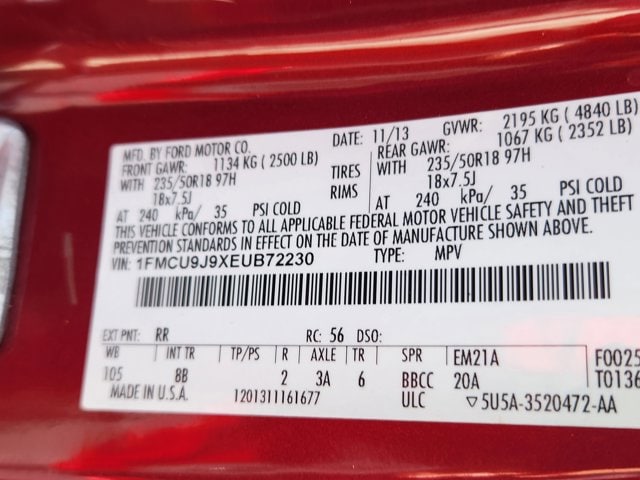 MFD. BY FORD MOTOR CO. DATE: 11/13 GVWR: 2195 KG ( 4840 LB)
FRONT GAWR: 1134 KG ( 2500 LB) REAR GAWR: 1067 KG ( 2352 LB)
WITH 235/50R18 97H TIRES WITH 235/50R18 97H
18x7.5J RIMS 18x7.5J
AT 240 kPa/ 35 PSI COLD AT 240 kPa/ 35 PSI COLD
THIS VEHICLE CONFORMS TO ALL APPLICABLE FEDERAL MOTOR VEHICLE SAFETY AND THEFT
PREVENTION STANDARDS IN EFFECT ON THE DATE OF MANUFACTURE SHOWN ABOVE.
VIN: 1FMCU9J9XEUB72230 TYPE: MPV
EXT PNT: RR RC: 56 DSO:
WB INT TR TP/PS R AXLE TR SPR EM21A F0025
105 8B 2 3A 6 BBCC 20A T0136
MADE IN U.S.A. 1201311161677 ULC ▽5U5A-3520472-AA